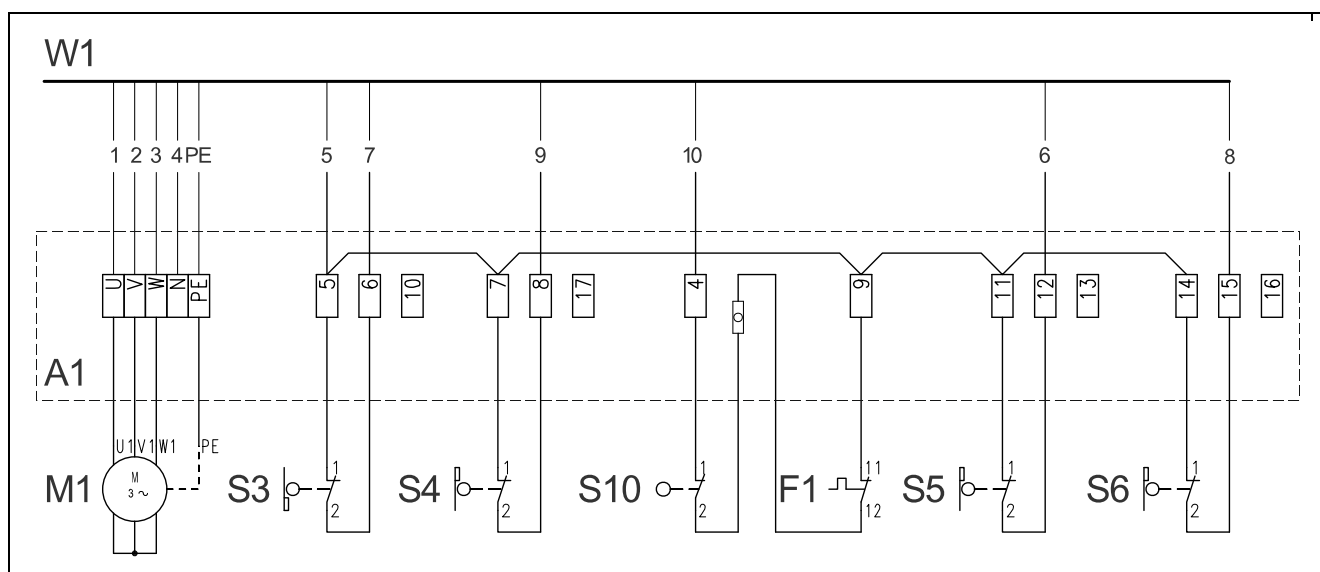 W1
1 2 3 4 PE 5 7 9 10 6 8
U V W N PE 5 6 10 7 8 17 4 9 11 12 13 14 15 16
A1
U1 V1 W1 PE
1 1 1 11 1 1
M1 M 3 ~ S3 S4 S10 F1 S5 S6
2 2 2 12 2 2